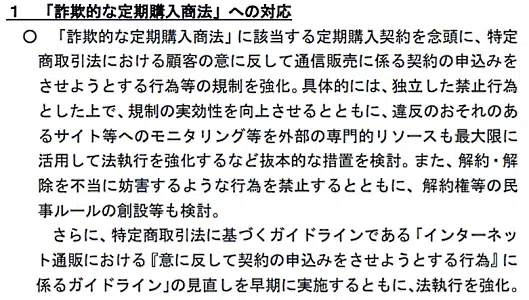 1 「詐欺的な定期購入商法」への対応
○ 「詐欺的な定期購入商法」に該当する定期購入契約を念頭に、特定
商取引法における顧客の意に反して通信販売に係る契約の申込みを
させようとする行為等の規制を強化。具体的には、独立した禁止行為
とした上で、規制の実効性を向上させるとともに、違反のおそれのあ
るサイト等へのモニタリング等を外部の専門的リソースも最大限に
活用して法執行を強化するなど抜本的な措置を検討。また、解約・解
除を不当に妨害するような行為を禁止するとともに、解約権等の民
事ルールの創設等も検討。
さらに、特定商取引法に基づくガイドラインである「インターネッ
ト通販における『意に反して契約の申込みをさせようとする行為』に
係るガイドライン」の見直しを早期に実施するともに、法執行を強化。